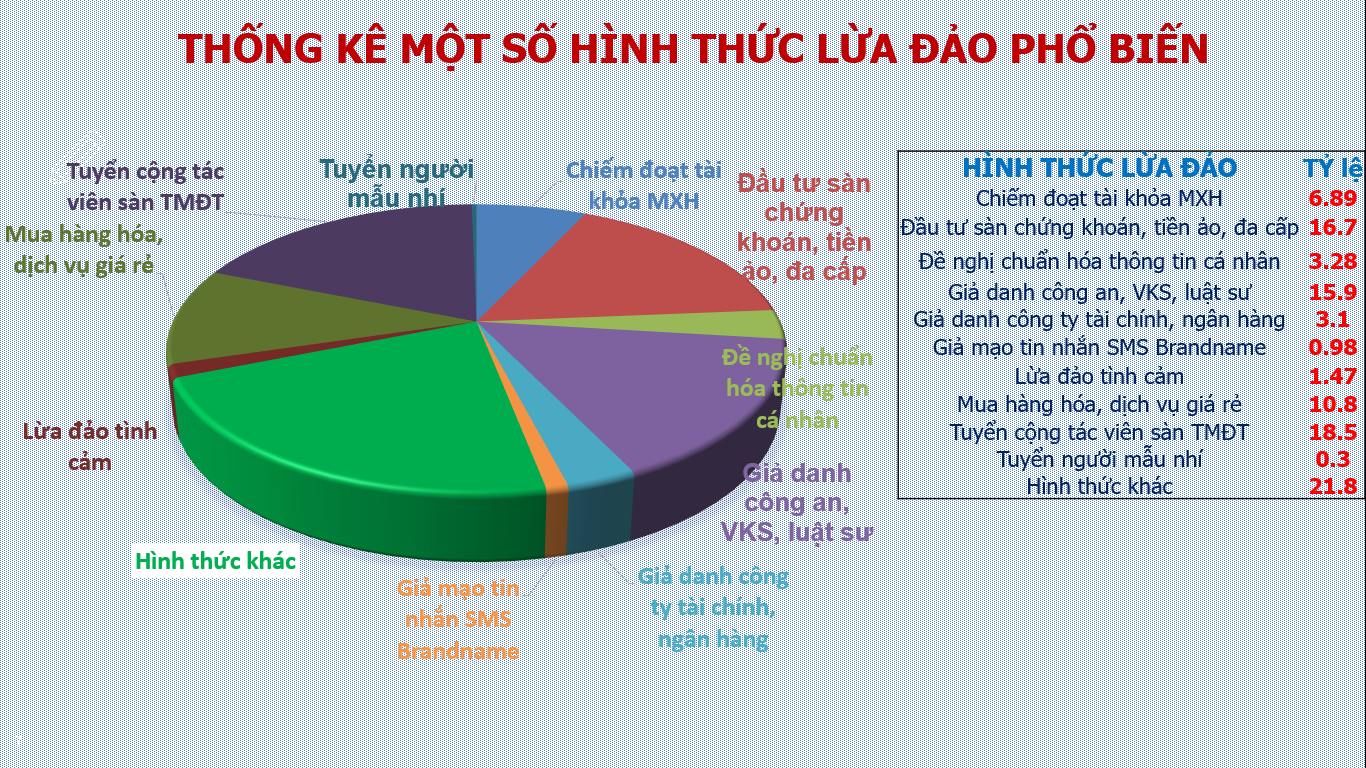 THỐNG KÊ MỘT SỐ HÌNH THỨC LỪA ĐẢO PHỔ BIẾN
Tuyển cộng tác
viên sàn TMĐT
Tuyển người
mẫu nhí
Chiếm đoạt tài
khỏa MXH
Đầu tư sàn
chứng
khoán, tiền
ảo, đa cấp
Mua hàng hóa,
dịch vụ giá rẻ
Đề nghị chuẩn
hóa thông tin
cá nhân
Lừa đảo tình
cảm
Giả danh
công an,
VKS, luật sư
Hình thức khác
Giả mạo tin
nhắn SMS
Brandname
Giả danh công
ty tài chính,
ngân hàng
HÌNH THỨC LỪA ĐẢO TỶ lệ
Chiếm đoạt tài khỏa MXH 6.89
Đầu tư sàn chứng khoán, tiền ảo, đa cấp 16.7
Đề nghị chuẩn hóa thông tin cá nhân 3.28
Giả danh công an, VKS, luật sư 15.9
Giả danh công ty tài chính, ngân hàng 3.1
Giả mạo tin nhắn SMS Brandname 0.98
Lừa đảo tình cảm 1.47
Mua hàng hóa, dịch vụ giá rẻ 10.8
Tuyển cộng tác viên sàn TMĐT 18.5
Tuyển người mẫu nhí 0.3
Hình thức khác 21.8
7